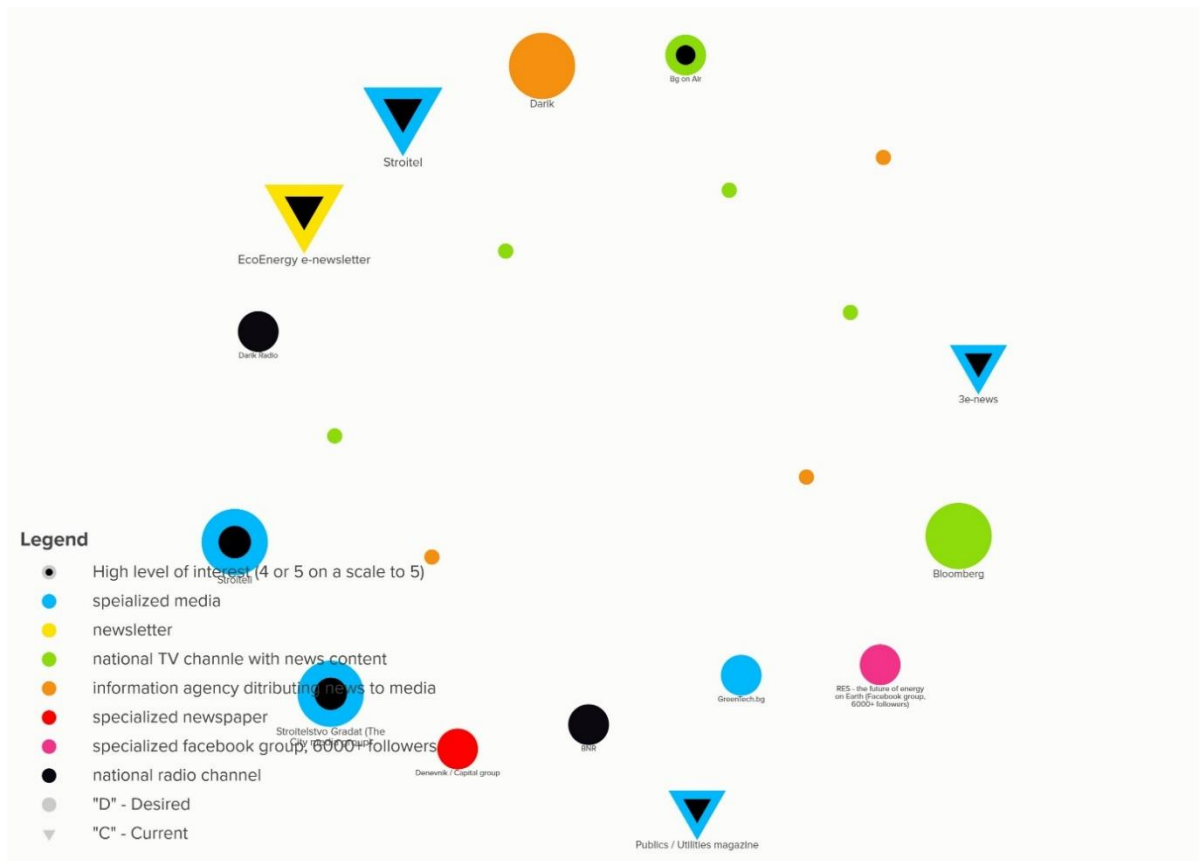 Bg on Air
Darik
Stroitel
EcoEnergy e-newsletter
Darik Radio
3e-news
Bloomberg
Legend
High level of interest (4 or 5 on a scale to 5)
Stroiteli
speialized media
newsletter
national TV channle with news content
information agency ditributing news to media
specialized newspaper
specialized facebook group, 6000+ followers
national radio channel
"D" - Desired
"C" - Current
Stroitelstvo Gradat (The
City media group)
Denevnik / Capital group
BNR
GreenTech.bg
RES - the future of energy
on Earth (Facebook group,
6000+ followers)
Publics / Utilities magazine